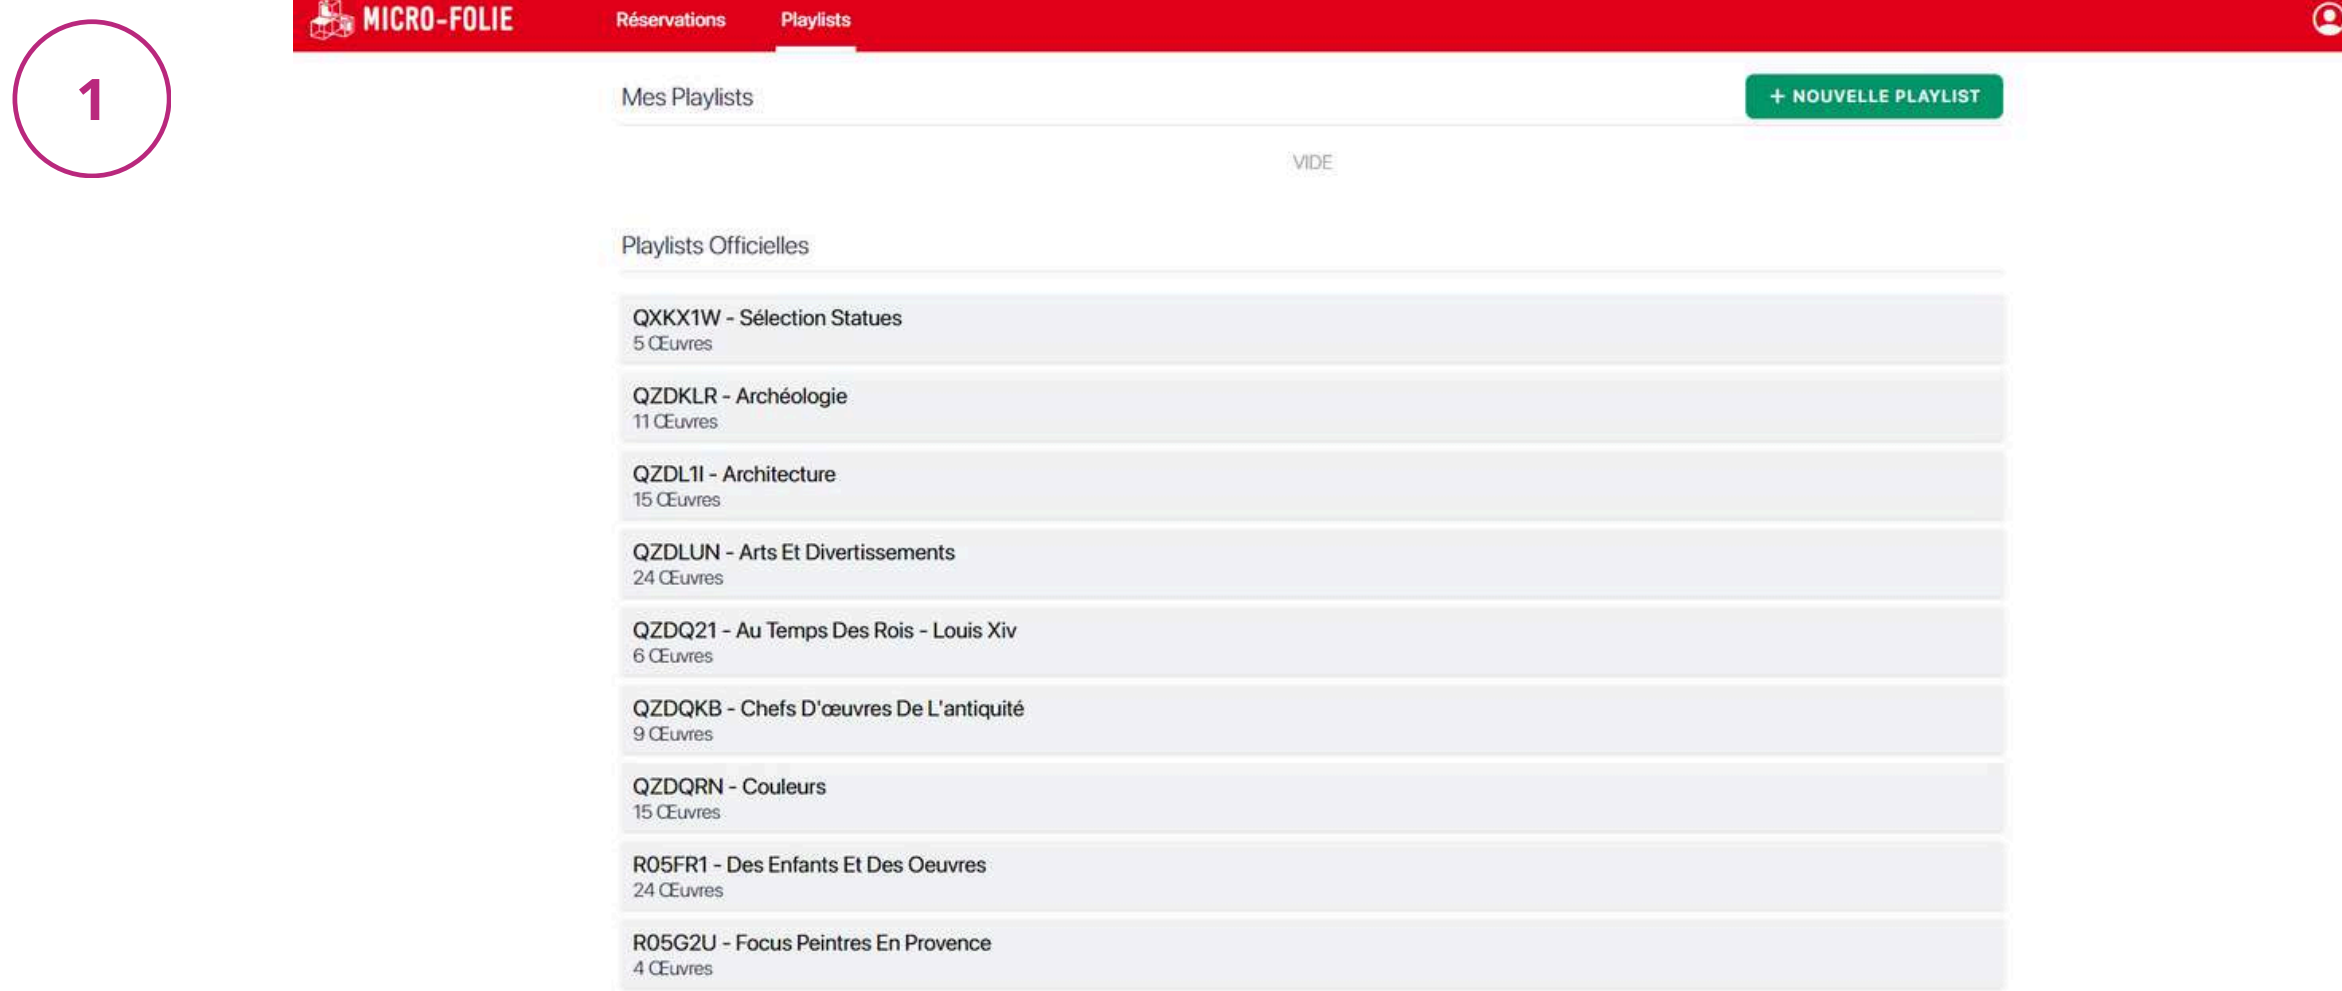 1
MICRO-FOLIE
Réservations
Playlists
Mes Playlists
+ NOUVELLE PLAYLIST
VIDE
Playlists Officielles
QXKX1W - Sélection Statues
5 Œuvres
QZDKLR - Archéologie
11 Œuvres
QZDL1I - Architecture
15 Œuvres
QZDLUN - Arts Et Divertissements
24 Œuvres
QZDQ21 - Au Temps Des Rois - Louis Xiv
6 Œuvres
QZDQKB - Chefs D'œuvres De L'antiquité
9 Œuvres
QZDQRN - Couleurs
15 Œuvres
R05FR1 - Des Enfants Et Des Oeuvres
24 Œuvres
R05G2U - Focus Peintres En Provence
4 Œuvres